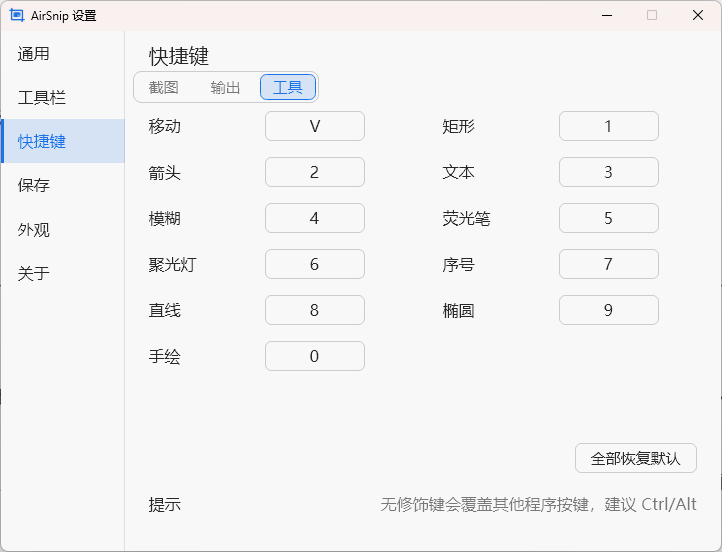 AirSnip 设置
通用
工具栏
快捷键
保存
外观
关于
快捷键
截图 输出 工具
移动 V 矩形 1
箭头 2 文本 3
模糊 4 荧光笔 5
聚光灯 6 序号 7
直线 8 椭圆 9
手绘 0
全部恢复默认
提示 无修饰键会覆盖其他程序按键，建议 Ctrl/Alt